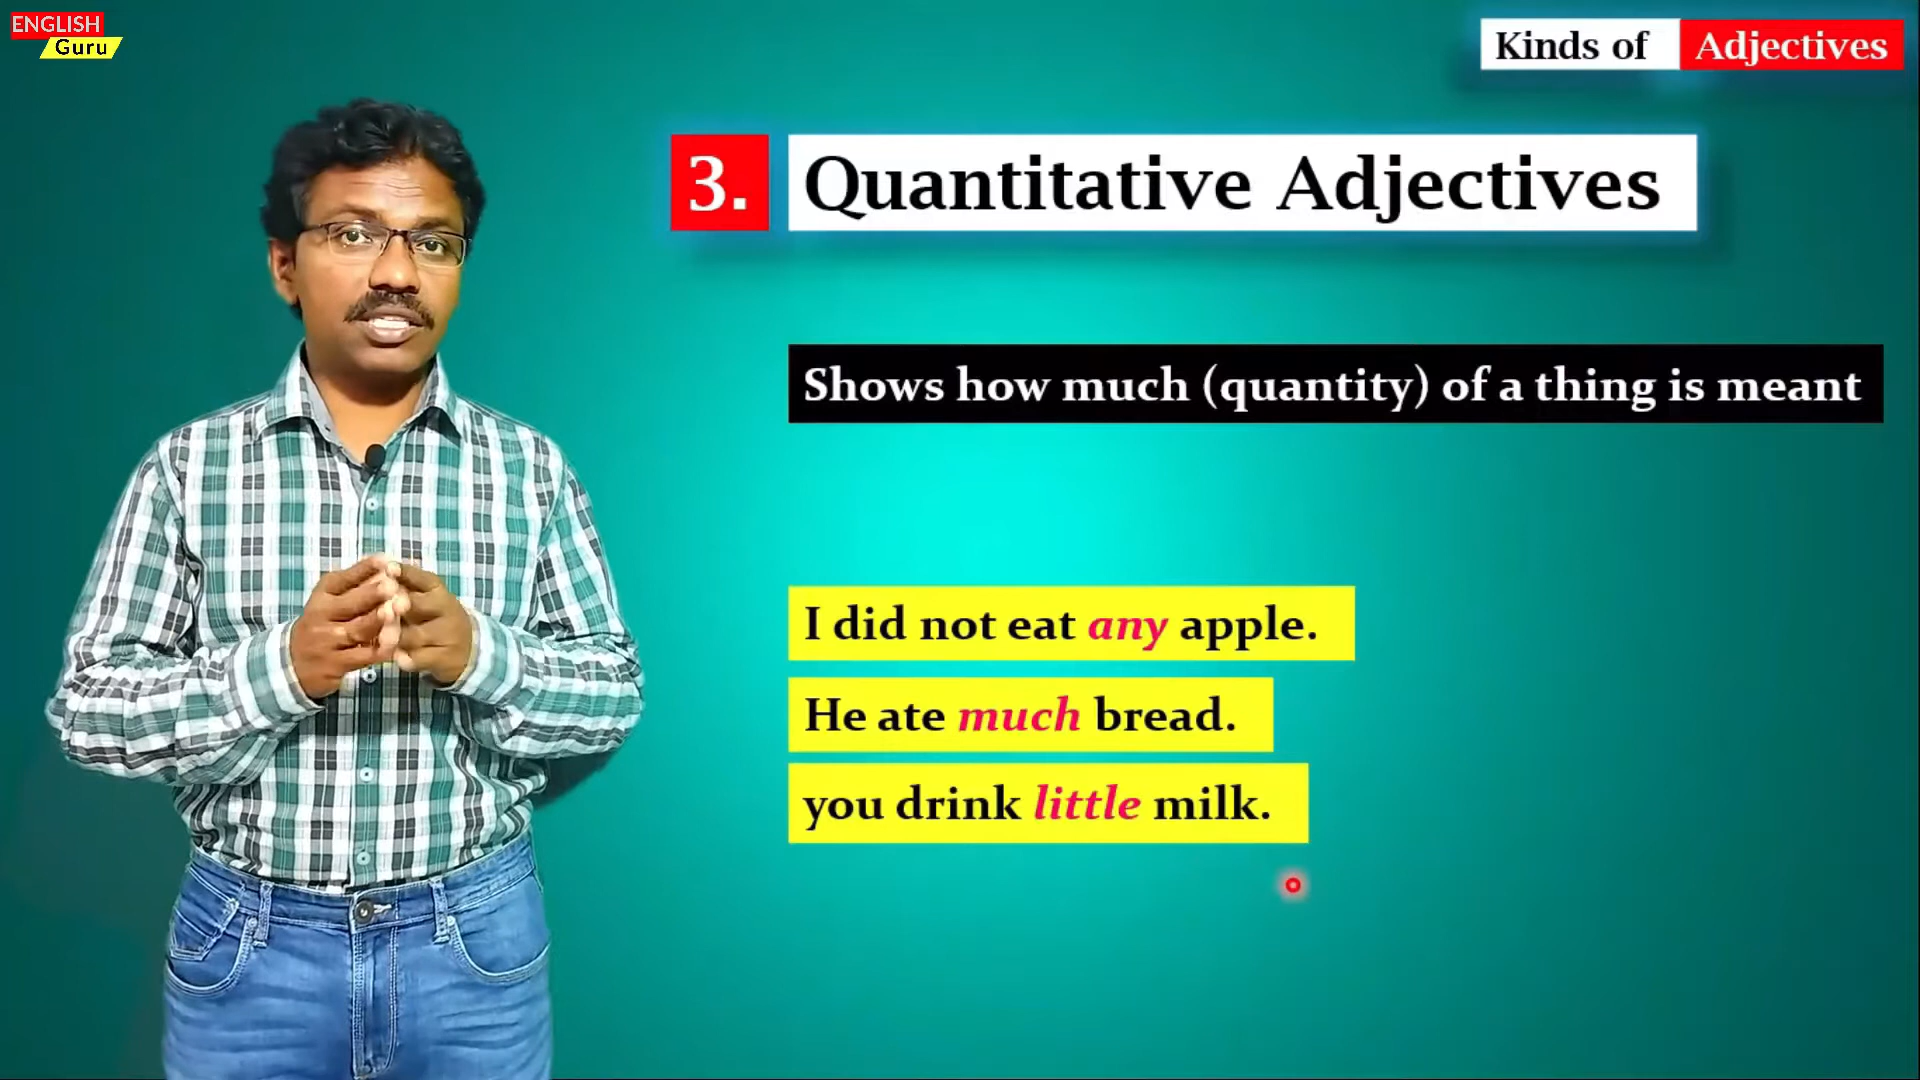 ENGLISH
Guru
Kinds of Adjectives
3. Quantitative Adjectives
Shows how much (quantity) of a thing is meant
I did not eat any apple.
He ate much bread.
you drink little milk.